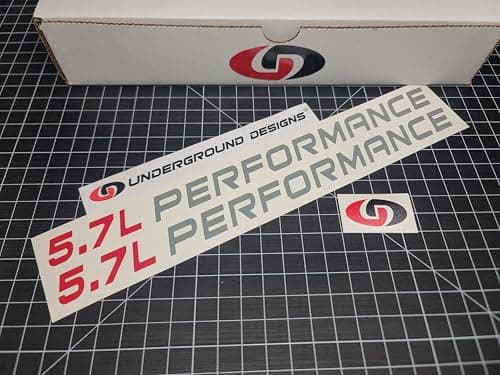 UNDERGROUND DESIGNS
5.7L PERFORMANCE
5.7L PERFORMANCE